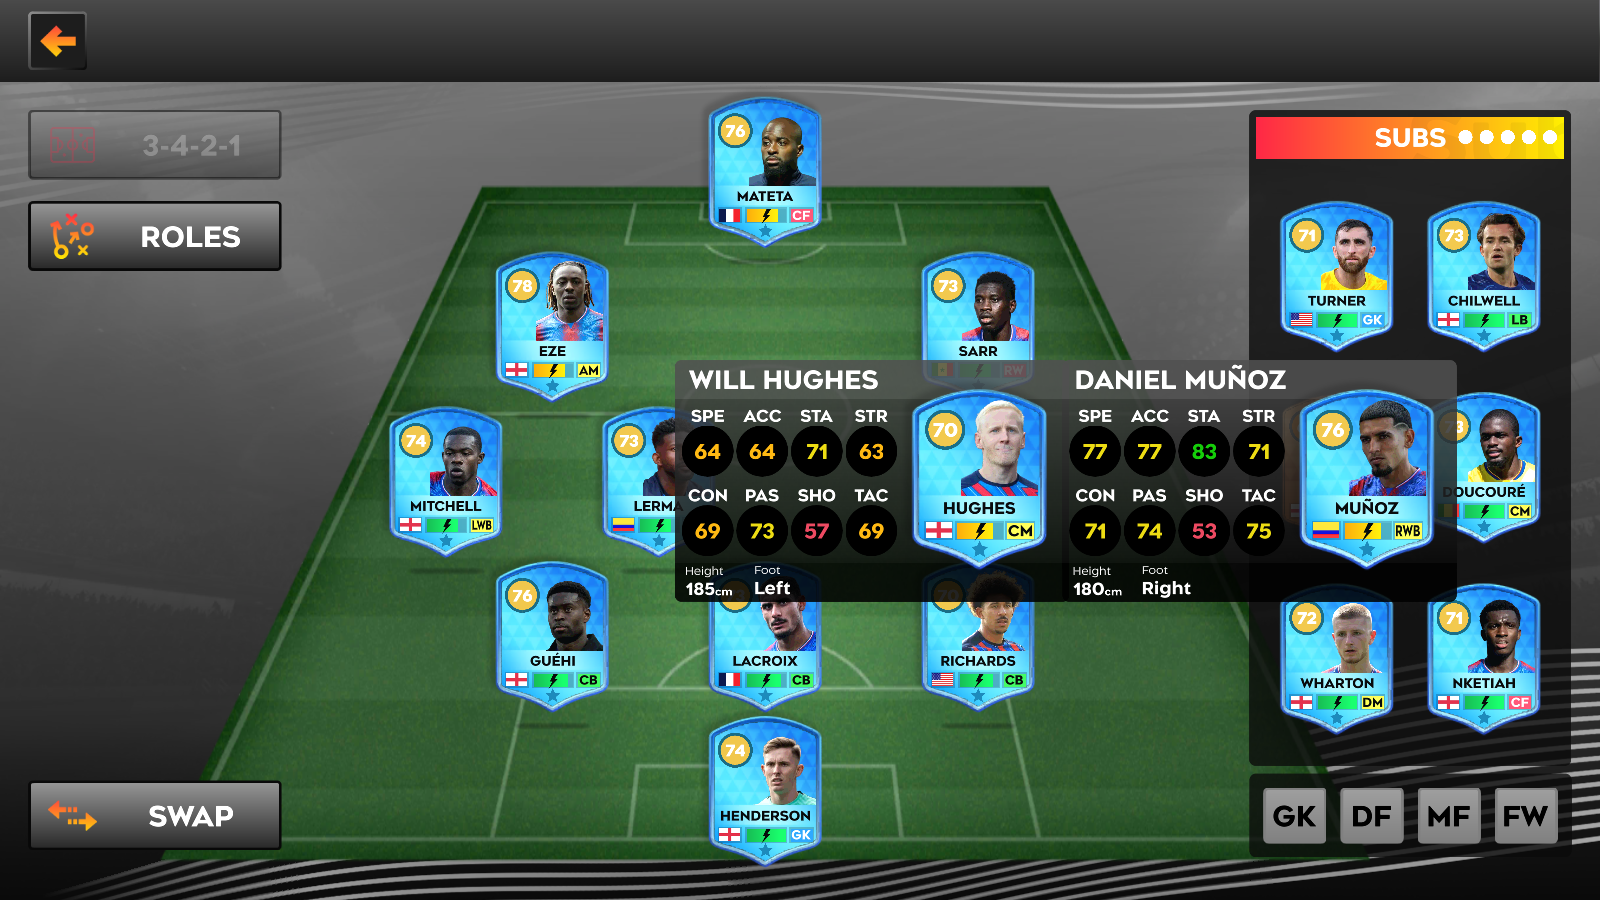 3-4-2-1
ROLES
SWAP
76
MATETA
CF
78
EZE
AM
73
SARR
RW
74
MITCHELL
LWB
73
LERMA
WILL HUGHES
SPE ACC STA STR
64 64 71 63
CON PAS SHO TAC
69 73 57 69
Height Foot
185cm Left
70
HUGHES
CM
DANIEL MUÑOZ
SPE ACC STA STR
77 77 83 71
CON PAS SHO TAC
71 74 53 75
Height Foot
180cm Right
76
MUÑOZ
RWB
76
GUÉHI
CB
LACROIX
CB
70
RICHARDS
CB
74
HENDERSON
GK
SUBS
71
TURNER
GK
73
CHILWELL
LB
DOUCOURÉ
CM
72
WHARTON
DM
71
NKETIAH
CF
GK DF MF FW